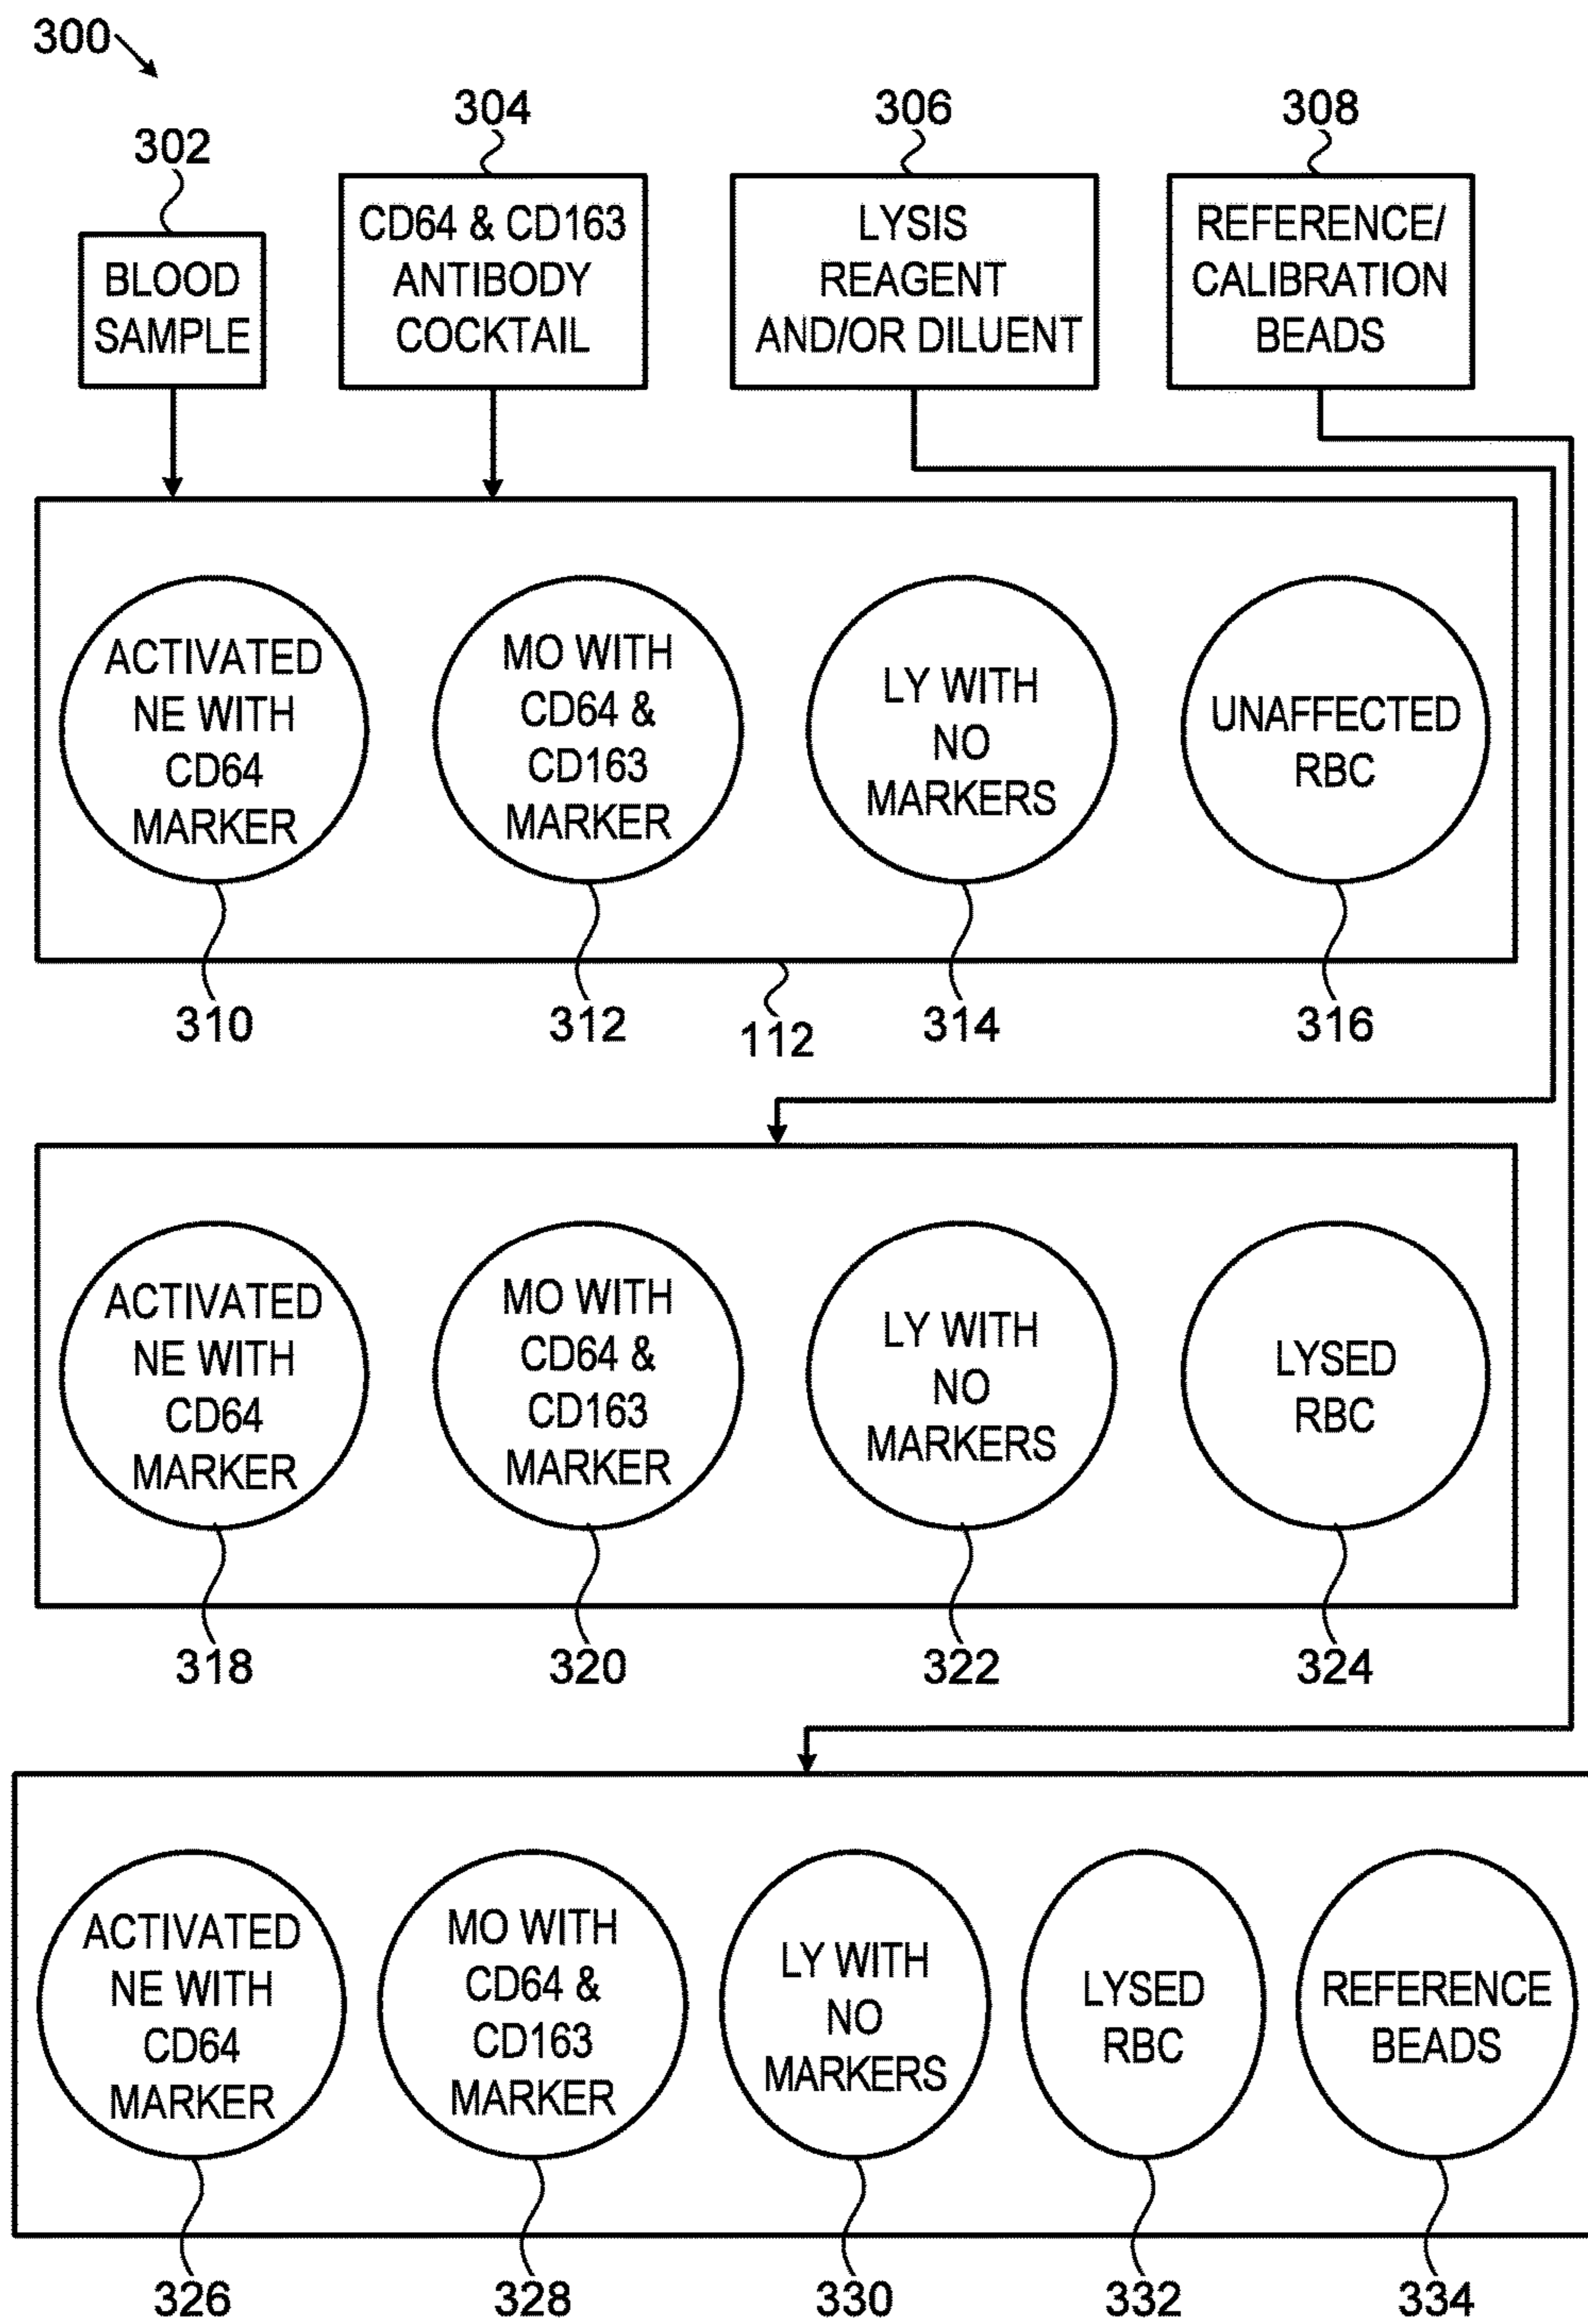 300
302
304
306
308
BLOOD
SAMPLE
CD64 & CD163
ANTIBODY
COCKTAIL
LYSIS
REAGENT
AND/OR DILUENT
REFERENCE/
CALIBRATION
BEADS
ACTIVATED
NE WITH
CD64
MARKER
MO WITH
CD64 &
CD163
MARKER
LY WITH
NO
MARKERS
UNAFFECTED
RBC
310
312
112
314
316
ACTIVATED
NE WITH
CD64
MARKER
MO WITH
CD64 &
CD163
MARKER
LY WITH
NO
MARKERS
LYSED
RBC
318
320
322
324
ACTIVATED
NE WITH
CD64
MARKER
MO WITH
CD64 &
CD163
MARKER
LY WITH
NO
MARKERS
LYSED
RBC
REFERENCE
BEADS
326
328
330
332
334